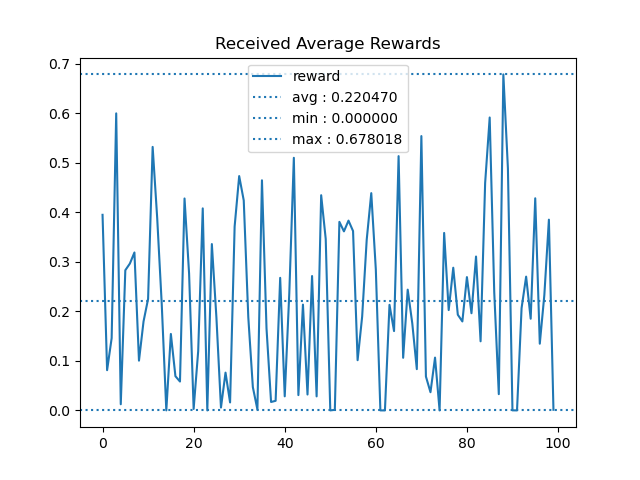 Received Average Rewards
0.7
0.6
0.5
0.4
0.3
0.2
0.1
0.0
reward
avg : 0.220470
min : 0.000000
max : 0.678018
0 20 40 60 80 100